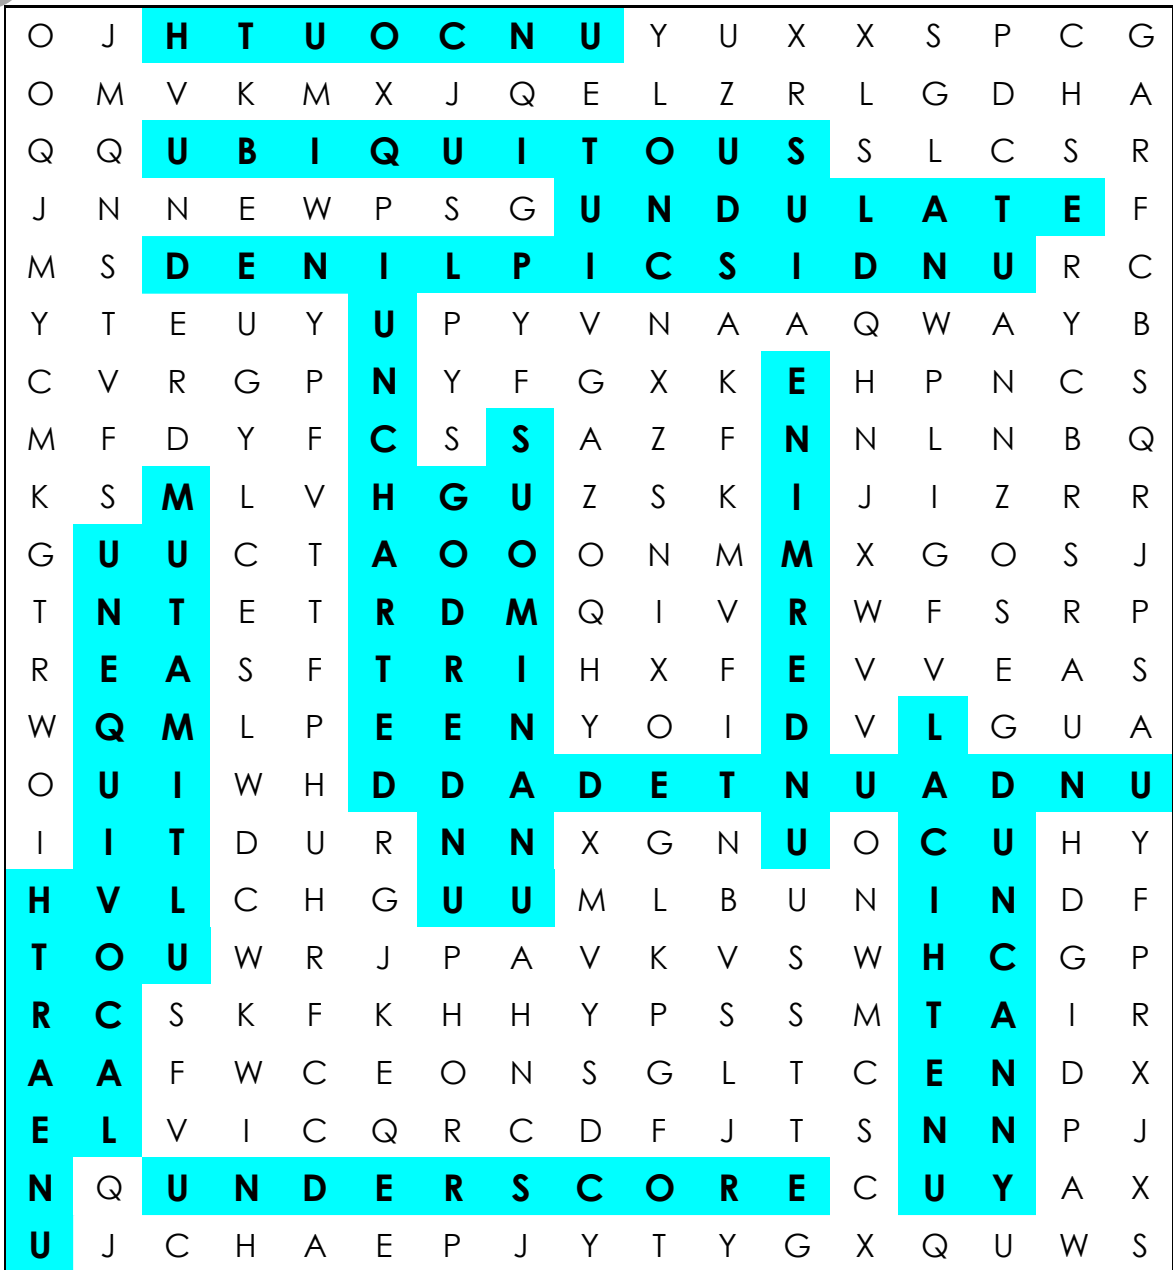 O J H T U O C N U Y U X X S P C G
O M V K M X J Q E L Z R L G D H A
Q Q U B I Q U I T O U S S L C S R
J N N E W P S G U N D U L A T E F
M S D E N I L P I C S I D N U R C
Y T E U Y U P Y V N A A Q W A Y B
C V R G P N Y F G X K E H P N C S
M F D Y F C S S A Z F N N L N B Q
K S M L V H G U Z S K I J I Z R R
G U U C T A O O O N M M X G O S J
T N T E T R D M Q I V R W F S R P
R E A S F T R I H X F E V V E A S
W Q M L P E E N Y O I D V L G U A
O U I W H D D A D E T N U A D N U
I I T D U R N N X G N U O C U H Y
H V L C H G U U M L B U N I N D F
T O U W R J P A V K V S W H C G P
R C S K F K H H Y P S S M T A I R
A A F W C E O N S G L T C E N D X
E L V I C Q R C D F J T S N N P J
N Q U N D E R S C O R E C U Y A X
U J C H A E P J Y T Y G X Q U W S